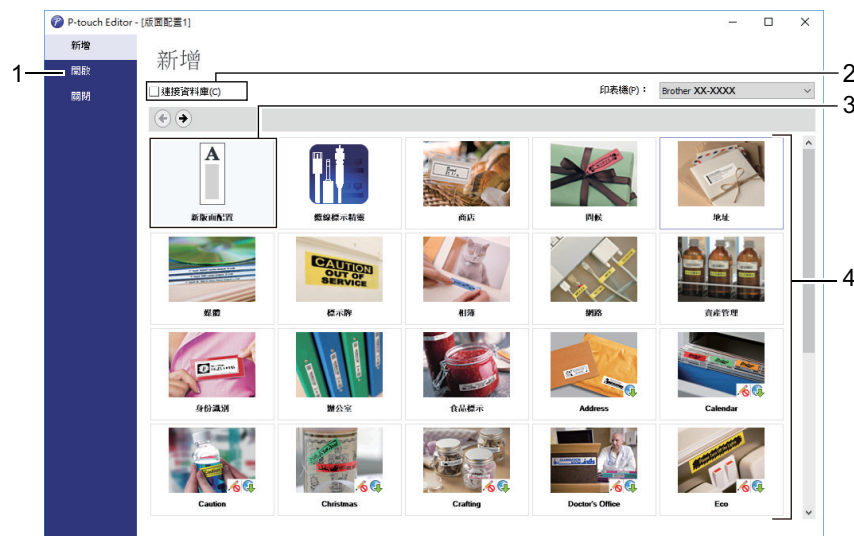 P-touch Editor - [版面配置1]
新增
開啟
關閉
新增
連接資料庫(C)
印表機(P)：
Brother XX-XXXX
1
2
3
4
A
新版面配置
纜線標示精靈
商店
問候
地址
CAUTION
OUT OF
SERVICE
媒體
標示牌
相簿
網路
資產管理
身份識別
辦公室
食品標示
Address
Calendar
Caution
Christmas
Crafting
Doctor's Office
Eco